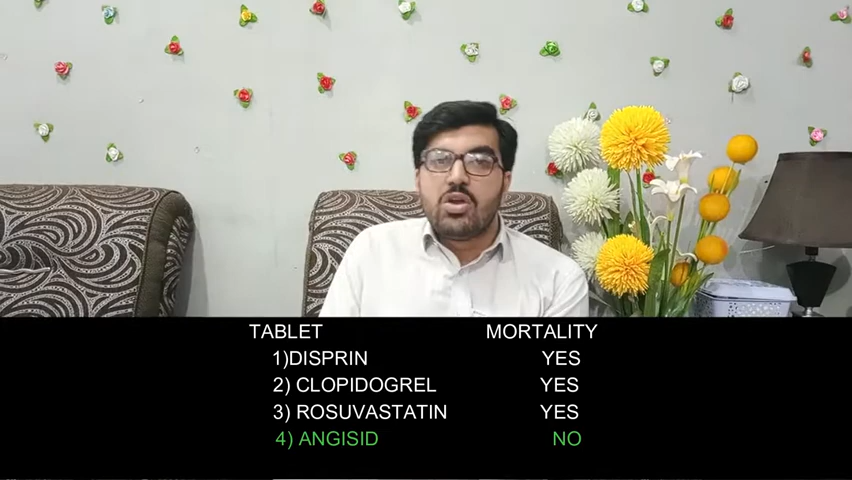 TABLET MORTALITY
1)DISPRIN YES
2) CLOPIDOGREL YES
3) ROSUVASTATIN YES
4) ANGISID NO